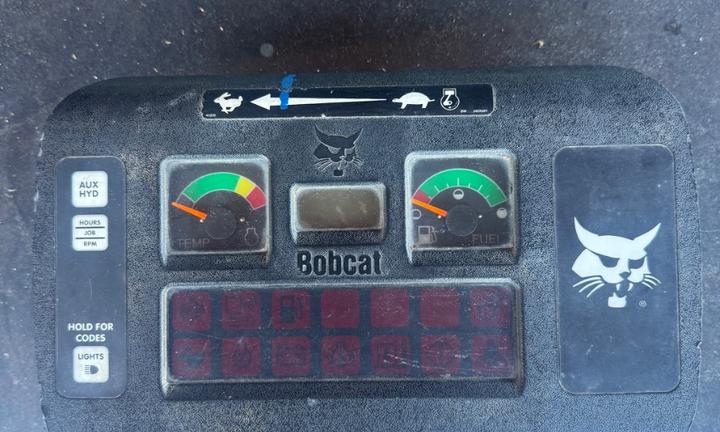 AUX
HYD
HOURS
JOB
RPM
TEMP
FUEL
Bobcat
HOLD FOR
CODES
LIGHTS
®